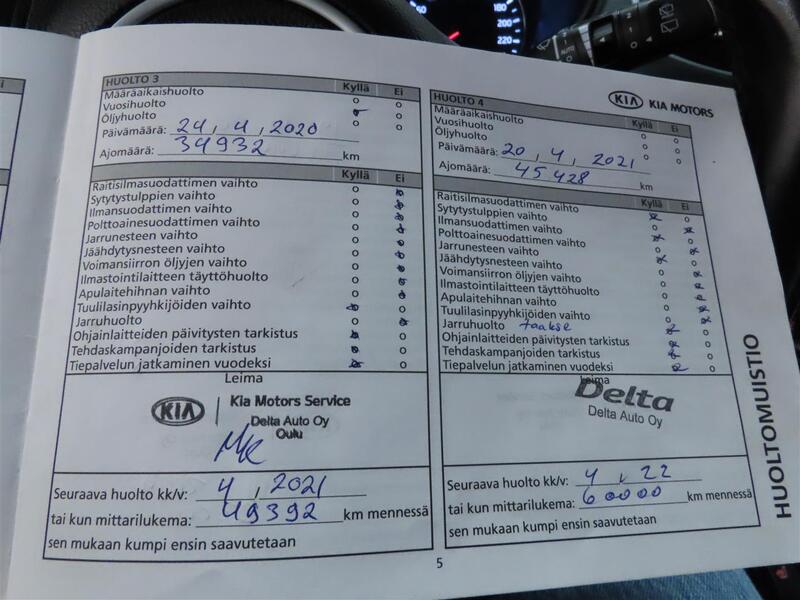 60
180
200
220
AUTO
HUOLTO 3
Kyllä Ei
Määräaikaishuolto
Vuosihuolto
Öljyhuolto
Päivämäärä: 24, 4, 2020
Ajomäärä: 34932 km
Kyllä Ei
Raitisilmasuodattimen vaihto
Sytytystulppien vaihto
Ilmansuodattimen vaihto
Polttoainesuodattimen vaihto
Jarrunesteen vaihto
Jäähdytysnesteen vaihto
Voimansiirron öljyjen vaihto
Ilmastointilaitteen täyttöhuolto
Apulaitehihnan vaihto
Tuulilasinpyyhkijöiden vaihto
Jarruhuolto
Ohjainlaitteiden päivitysten tarkistus
Tehdaskampanjoiden tarkistus
Tiepalvelun jatkaminen vuodeksi
Leima
KIA Kia Motors Service
Delta Auto Oy
Oulu
Seuraava huolto kk/v: 4, 2021
tai kun mittarilukema: 49392 km mennessä
sen mukaan kumpi ensin saavutetaan
KIA KIA MOTORS
HUOLTO 4
Kyllä Ei
Määräaikaishuolto
Vuosihuolto
Öljyhuolto
Päivämäärä: 20, 4, 2021
Ajomäärä: 45428 km
Kyllä Ei
Raitisilmasuodattimen vaihto
Sytytystulppien vaihto
Ilmansuodattimen vaihto
Polttoainesuodattimen vaihto
Jarrunesteen vaihto
Jäähdytysnesteen vaihto
Voimansiirron öljyjen vaihto
Ilmastointilaitteen täyttöhuolto
Apulaitehihnan vaihto
Tuulilasinpyyhkijöiden vaihto
Jarruhuolto taakse
Ohjainlaitteiden päivitysten tarkistus
Tehdaskampanjoiden tarkistus
Tiepalvelun jatkaminen vuodeksi
Leima
Delta
Delta Auto Oy
Seuraava huolto kk/v: 4, 22
tai kun mittarilukema: 60000 km mennessä
sen mukaan kumpi ensin saavutetaan
HUOLTOMUISTIO
5